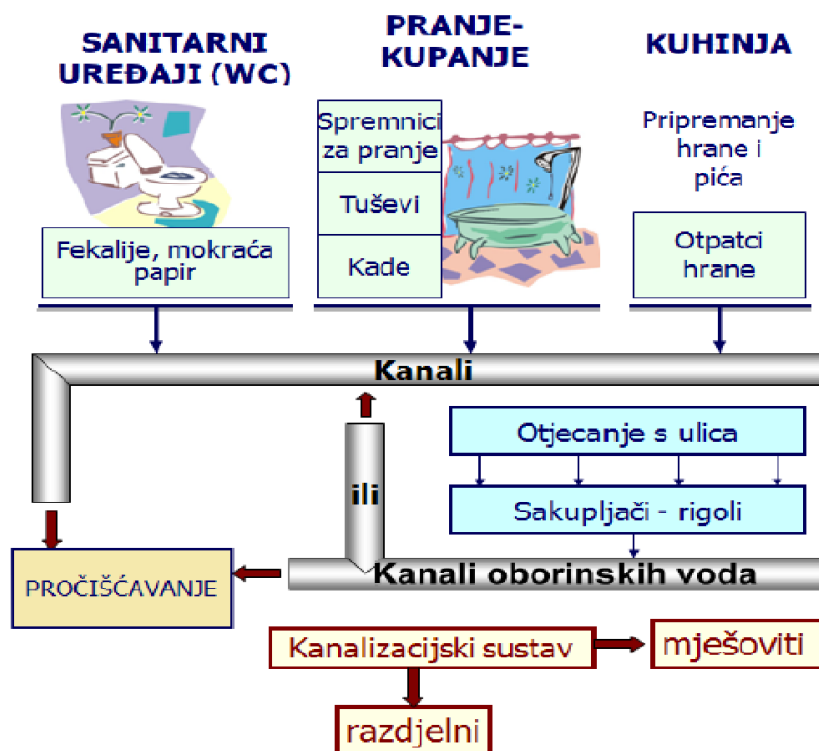 SANITARNI
UREĐAJI (WC)
PRANJE-
KUPANJE
KUHINJA
Spremnici
za pranje
Tuševi
Kade
Pripremanje
hrane i
pića
Fekalije, mokraća
papir
Otpatci
hrane
Kanali
Otjecanje s ulica
ili
Sakupljači - rigoli
PROČIŠĆAVANJE
Kanali oborinskih voda
Kanalizacijski sustav
mješoviti
razdjelni